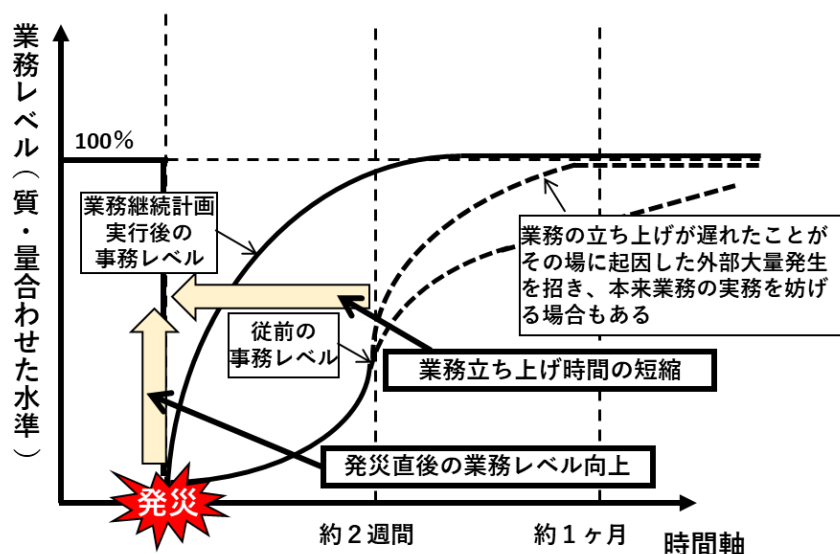 業務レベル（質・量合わせた水準）
100%
業務継続計画
実行後の
事務レベル
業務の立ち上げが遅れたことが
その場に起因した外部大量発生
を招き、本来業務の実務を妨げ
る場合もある
従前の
事務レベル
業務立ち上げ時間の短縮
発災直後の業務レベル向上
発災
約２週間
約１ヶ月
時間軸